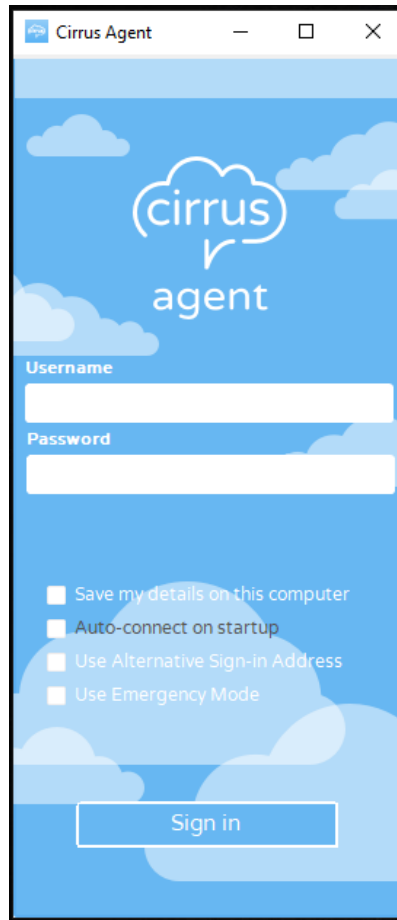 Cirrus Agent
cirrus
agent
Username
Password
Save my details on this computer
Auto-connect on startup
Use Alternative Sign-in Address
Use Emergency Mode
Sign in